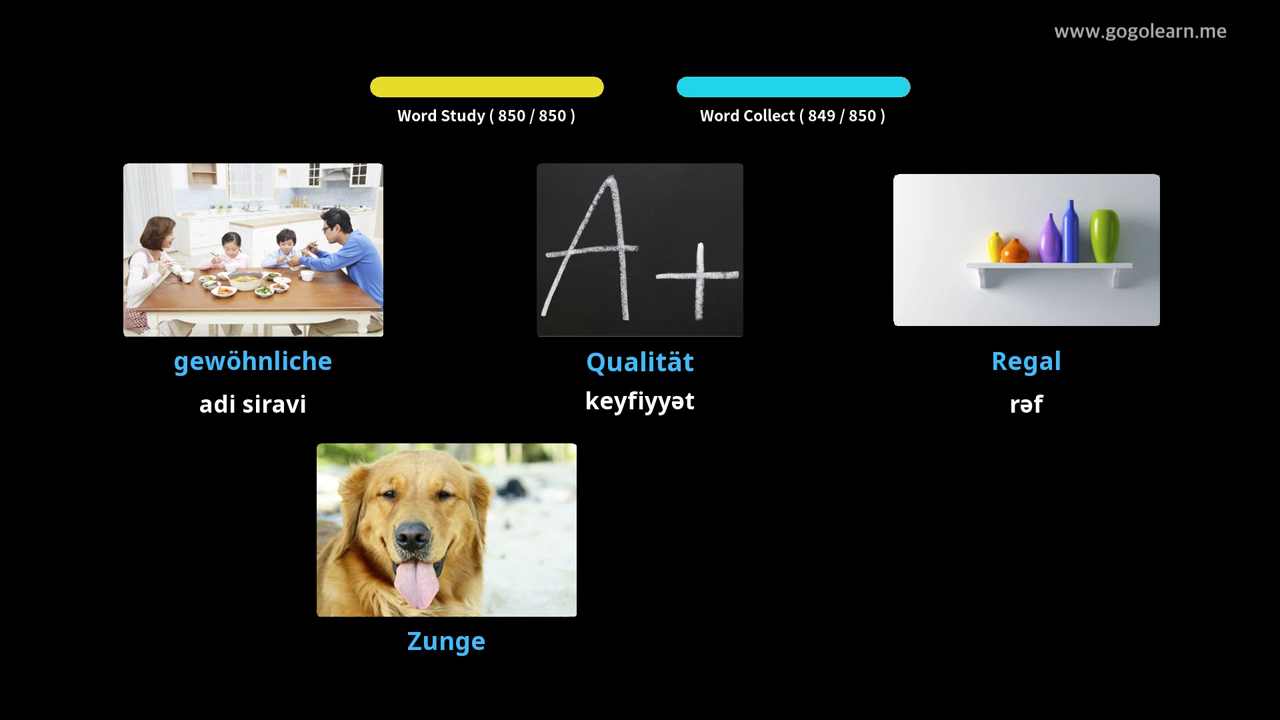 www.gogolearn.me
Word Study ( 850 / 850 )
Word Collect ( 849 / 850 )
A+
gewöhnliche
Qualität
Regal
adi siravi
keyfiyyət
rəf
Zunge